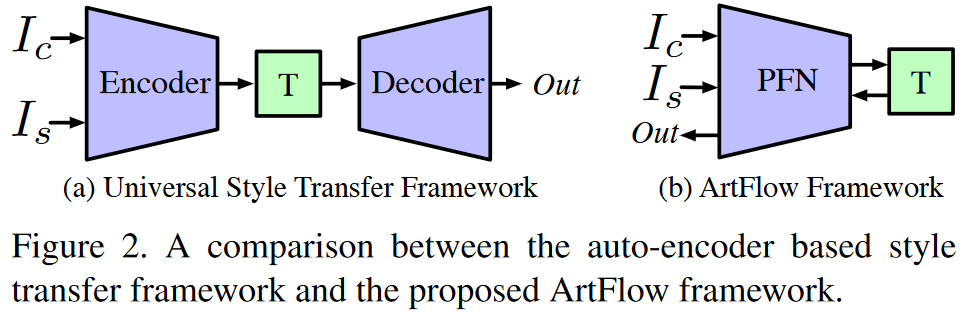 I_c
I_s
Encoder
T
Decoder
Out
(a) Universal Style Transfer Framework
I_c
I_s
Out
PFN
T
(b) ArtFlow Framework
Figure 2. A comparison between the auto-encoder based style
transfer framework and the proposed ArtFlow framework.